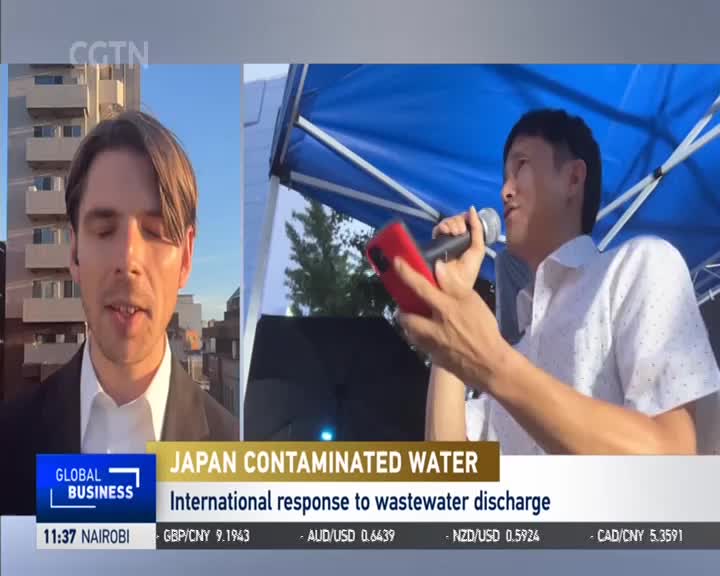 CGTN
JAPAN CONTAMINATED WATER
GLOBAL
BUSINESS
International response to wastewater discharge
11:37 NAIROBI
- GBP/CNY 9.1943 - AUD/USD 0.6439 - NZD/USD 0.5924 - CAD/CNY 5.3591